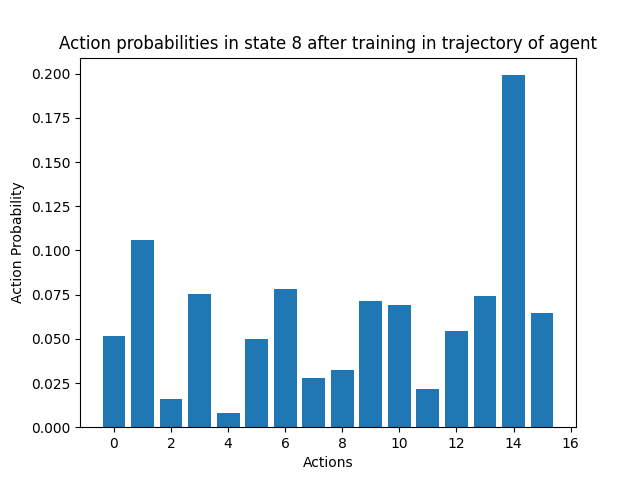 Action probabilities in state 8 after training in trajectory of agent
0.200
0.175
0.150
0.125
0.100
0.075
0.050
0.025
0.000
Action Probability
0 2 4 6 8 10 12 14 16
Actions